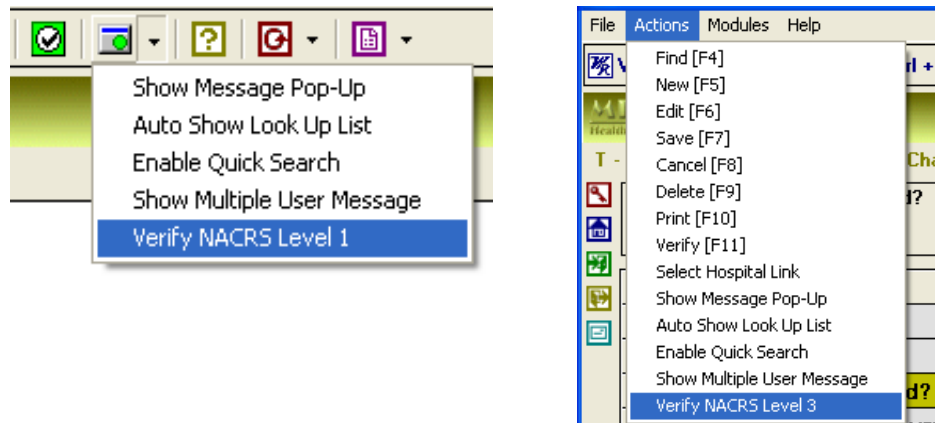 Show Message Pop-Up
Auto Show Look Up List
Enable Quick Search
Show Multiple User Message
Verify NACRS Level 1
File Actions Modules Help
Find [F4]
New [F5]
Edit [F6]
Save [F7]
Cancel [F8]
Delete [F9]
Print [F10]
Verify [F11]
Select Hospital Link
Show Message Pop-Up
Auto Show Look Up List
Enable Quick Search
Show Multiple User Message
Verify NACRS Level 3